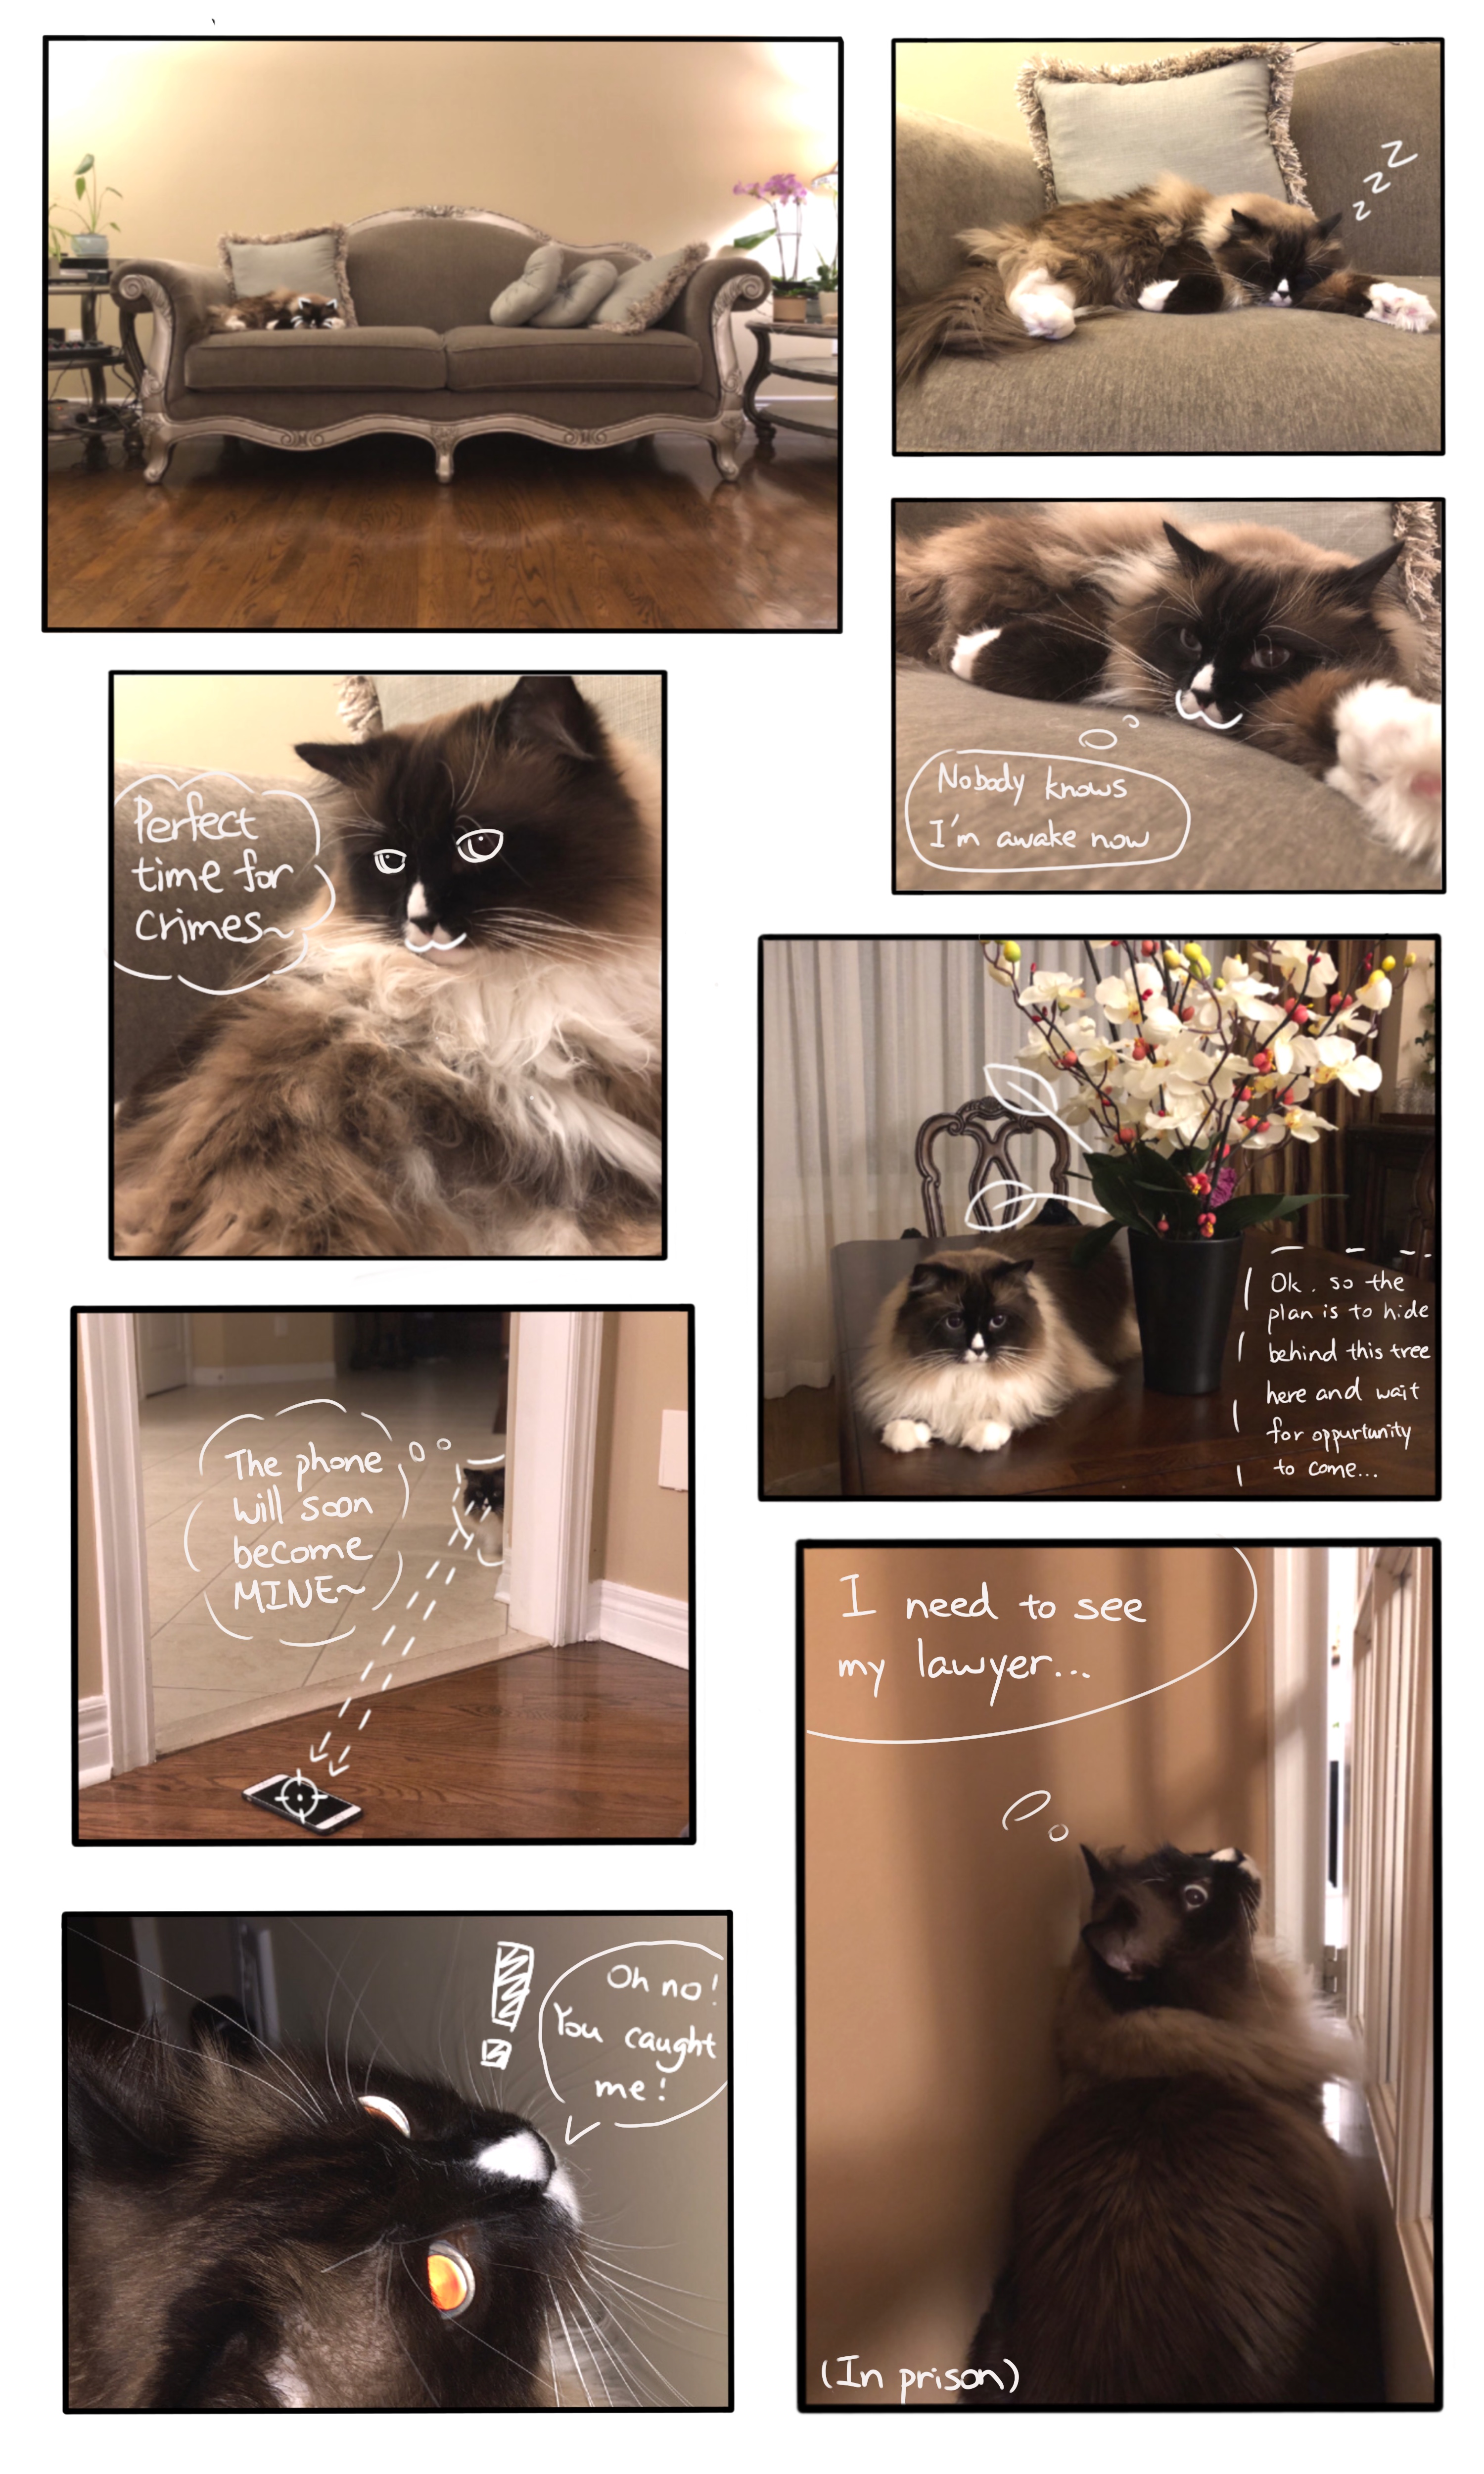 z z z
Nobody knows
I'm awake now
Perfect
time for
crimes~
Ok. so the
plan is to hide
behind this tree
here and wait
for oppurtunity
to come...
The phone
will soon
become
MINE~
!
Oh no!
You caught
me!
I need to see
my lawyer...
(In prison)